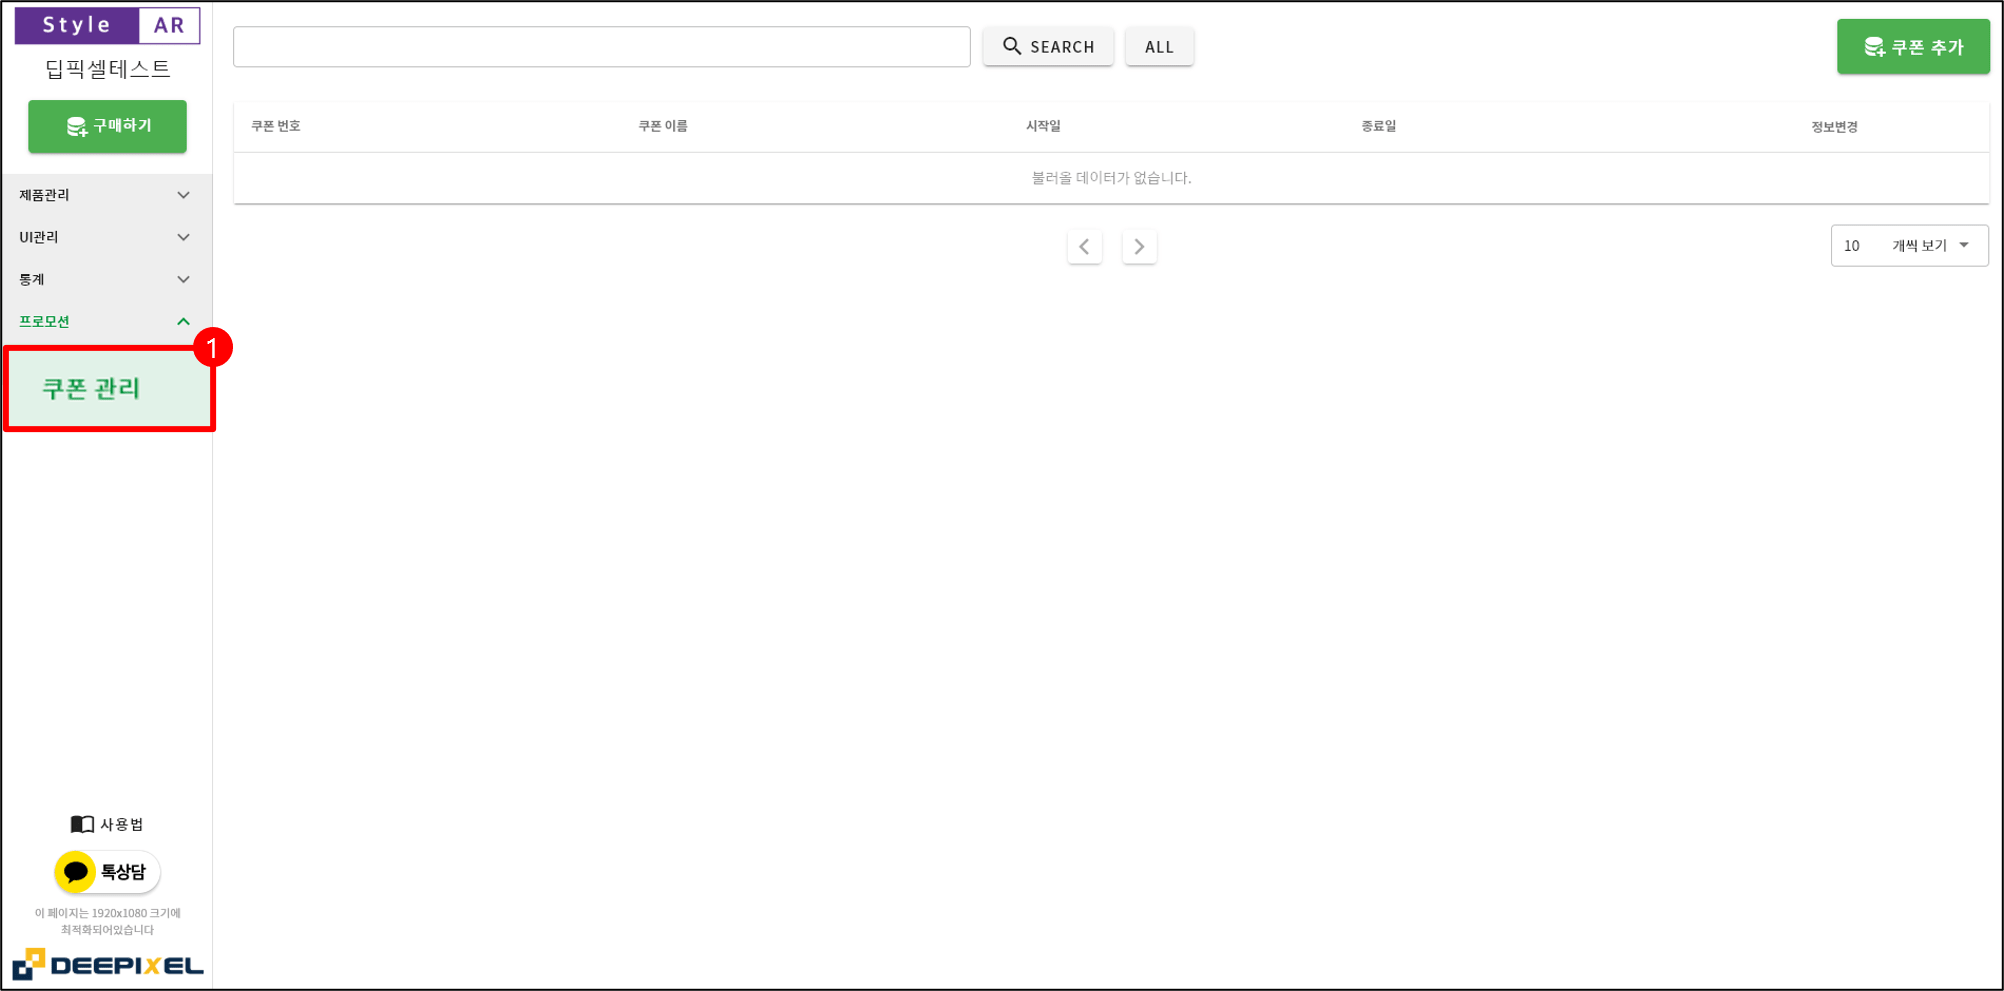 Style AR
딥픽셀테스트
구매하기
제품관리
UI관리
통계
프로모션
1
쿠폰 관리
SEARCH
ALL
쿠폰 추가
쿠폰 번호 쿠폰 이름 시작일 종료일 정보변경
불러올 데이터가 없습니다.
10 개씩 보기
사용법
톡상담
이 페이지는 1920x1080 크기에
최적화되어있습니다
DEEPIXEL